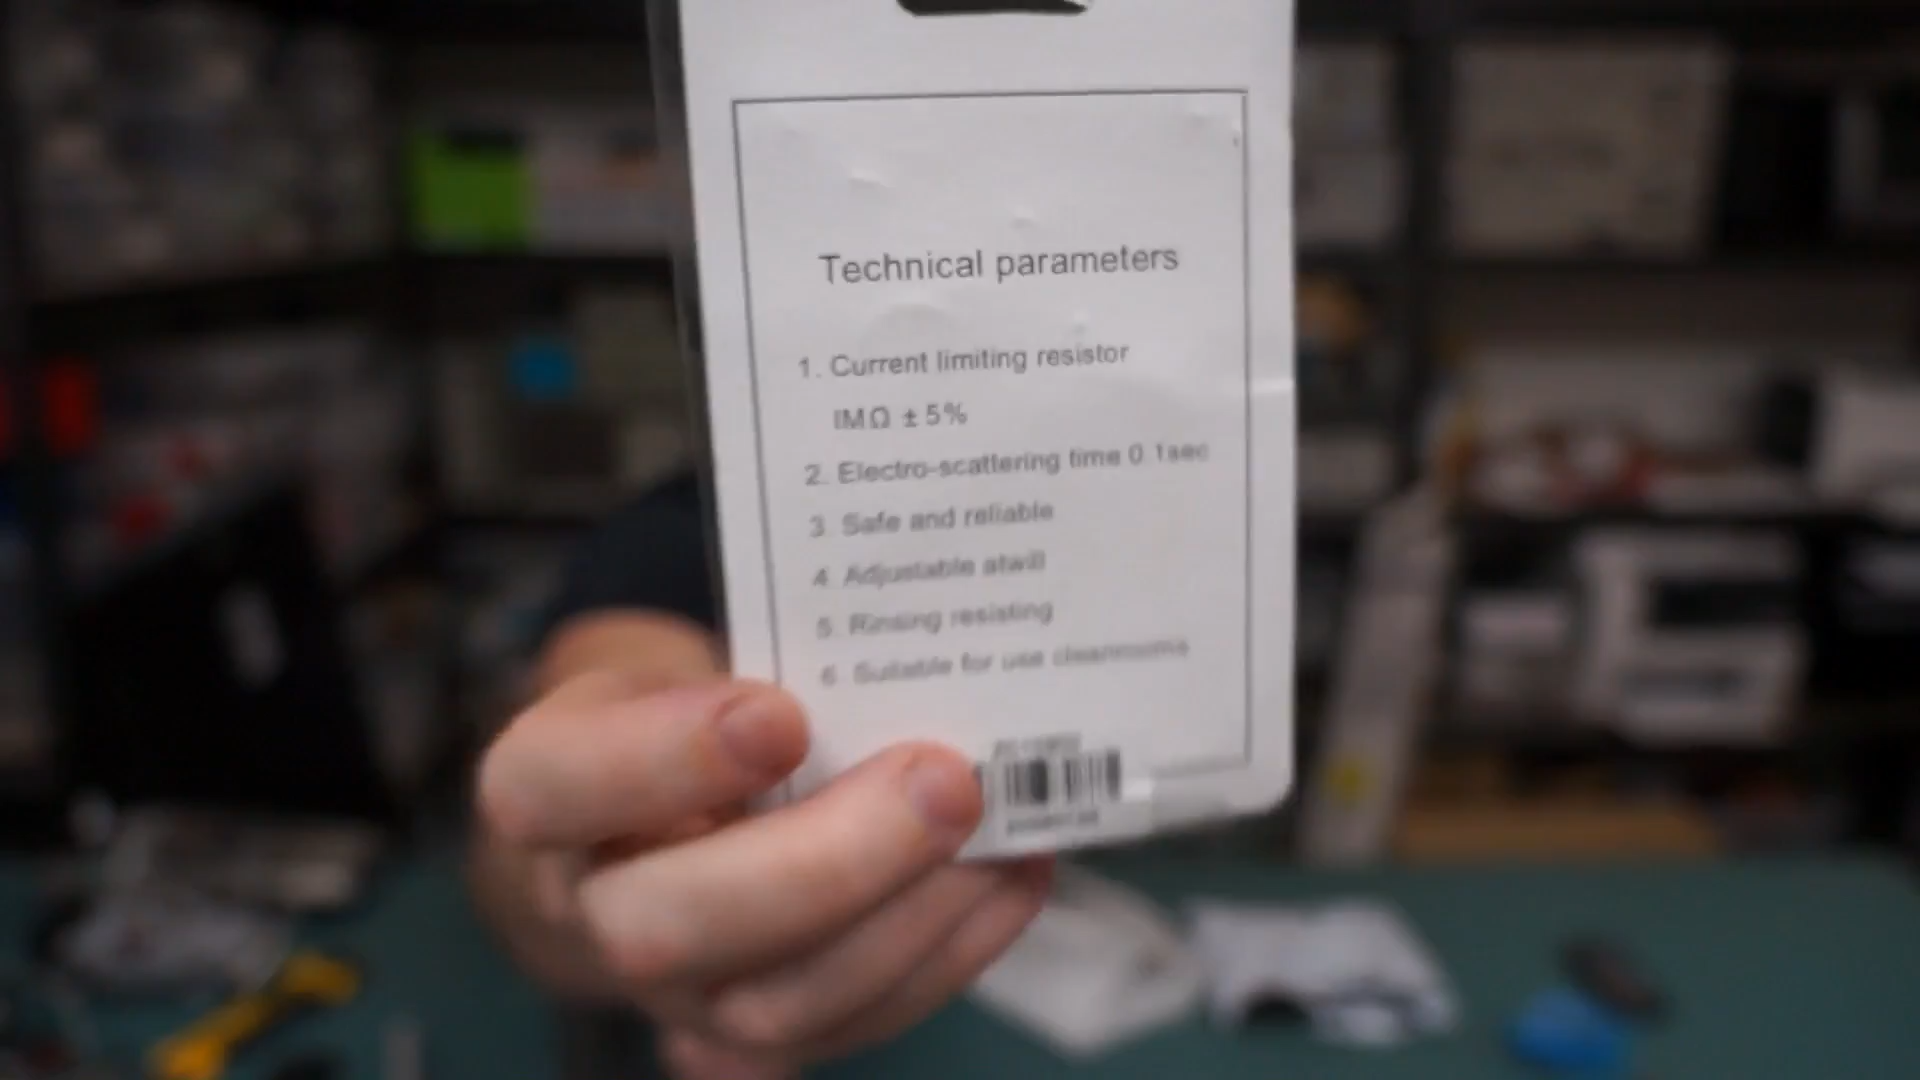 Technical parameters
1. Current limiting resistor
IMΩ ±5%
2. Electro-scattering time 0.1sec
3. Safe and reliable
4. Adjustable atwill
5. Rinsing resisting
6. Suitable for use cleanrooms